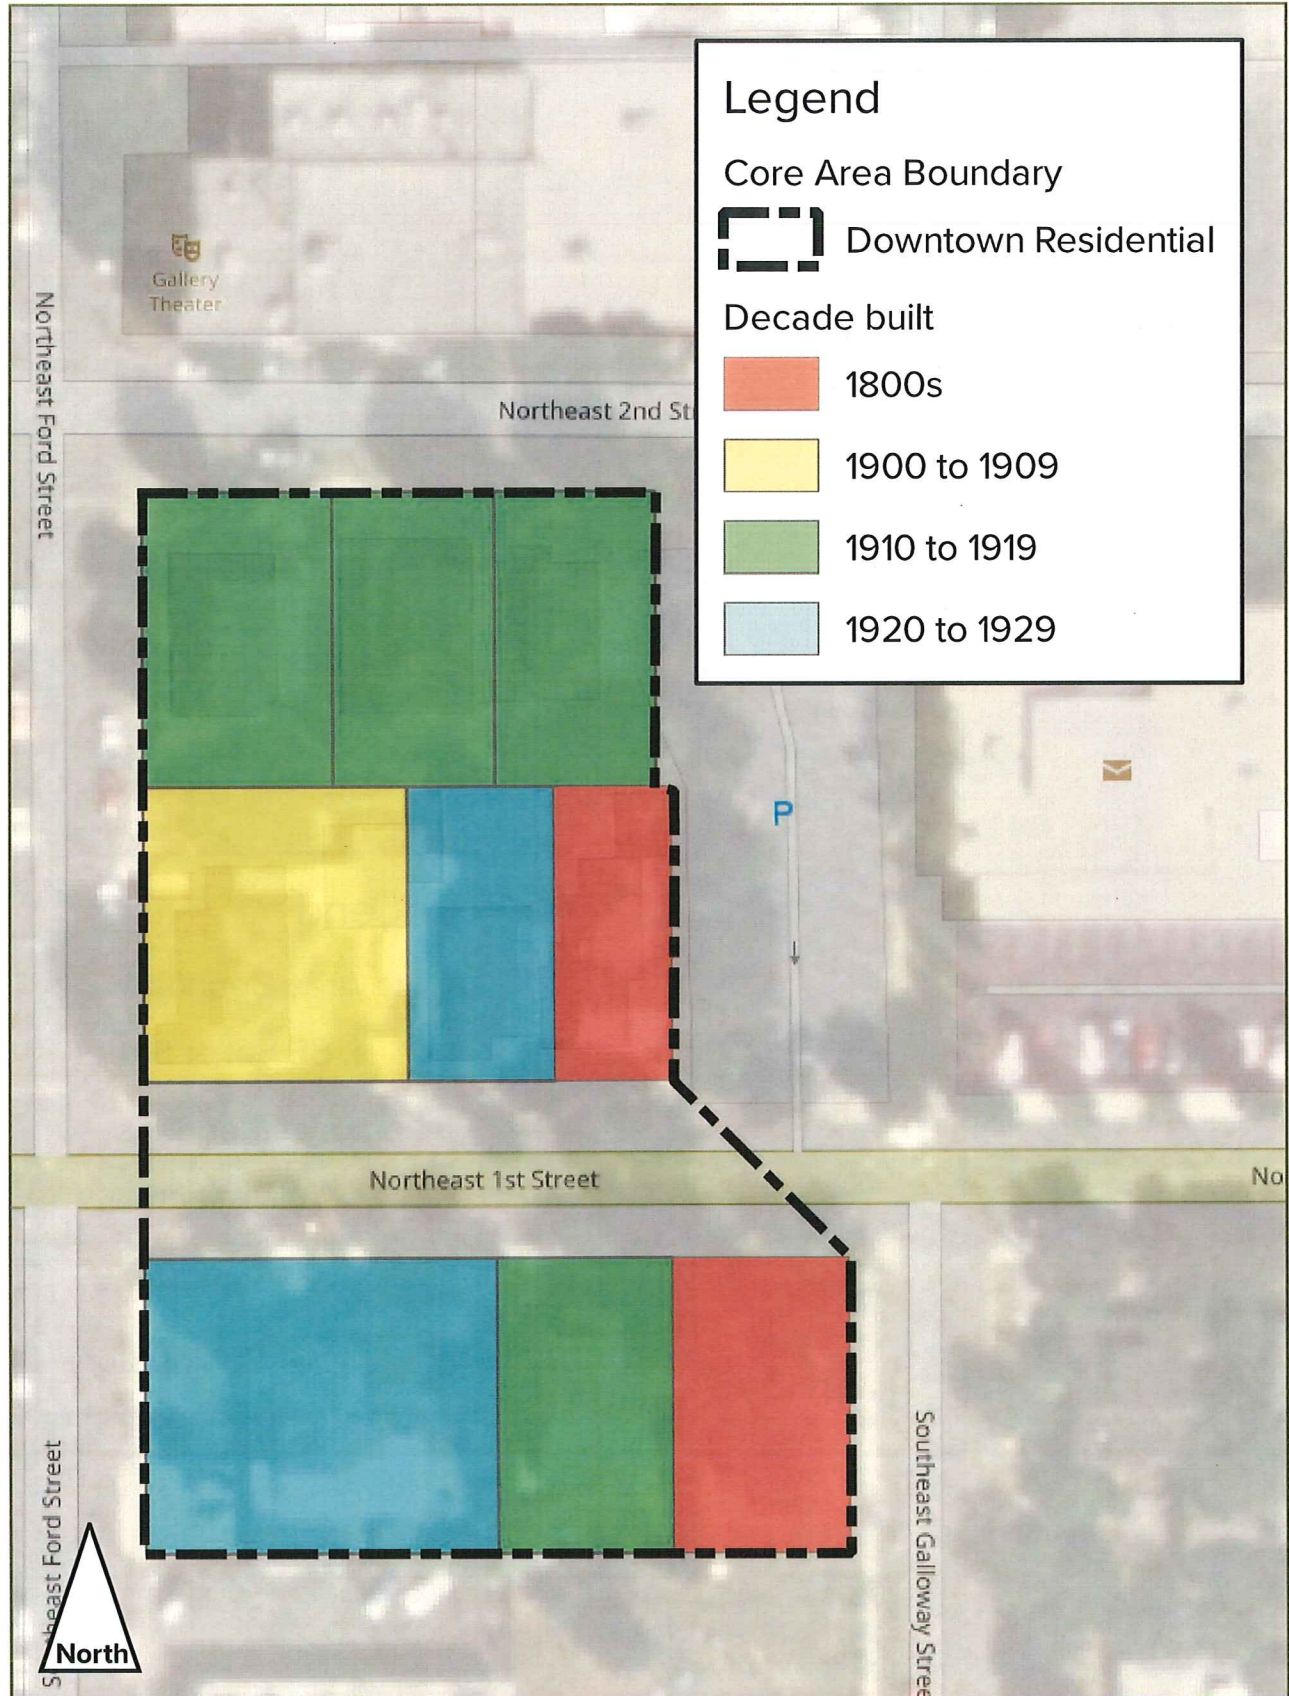 Legend
Core Area Boundary
Downtown Residential
Decade built
1800s
1900 to 1909
1910 to 1919
1920 to 1929
Gallery
Theater
Northeast Ford Street
Northeast 2nd St
P
Northeast 1st Street
No
Southeast Galloway Stree
Ford Street
North